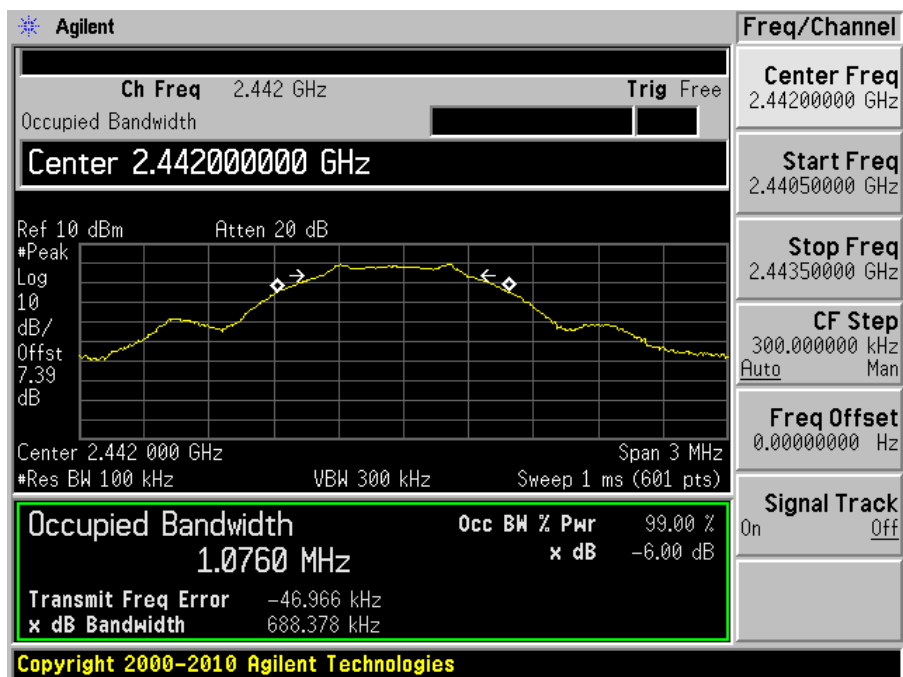 Agilent
Freq/Channel
Ch Freq 2.442 GHz Trig Free
Occupied Bandwidth
Center 2.442000000 GHz
Ref 10 dBm Atten 20 dB
#Peak
Log
10
dB/
Offst
7.39
dB
Center 2.442 000 GHz Span 3 MHz
#Res BW 100 kHz VBW 300 kHz Sweep 1 ms (601 pts)
Occupied Bandwidth
1.0760 MHz
Occ BW % Pwr 99.00 %
x dB -6.00 dB
Transmit Freq Error -46.966 kHz
x dB Bandwidth 688.378 kHz
Copyright 2000-2010 Agilent Technologies
Center Freq
2.44200000 GHz
Start Freq
2.44050000 GHz
Stop Freq
2.44350000 GHz
CF Step
300.000000 kHz
Auto Man
Freq Offset
0.00000000 Hz
Signal Track
On Off